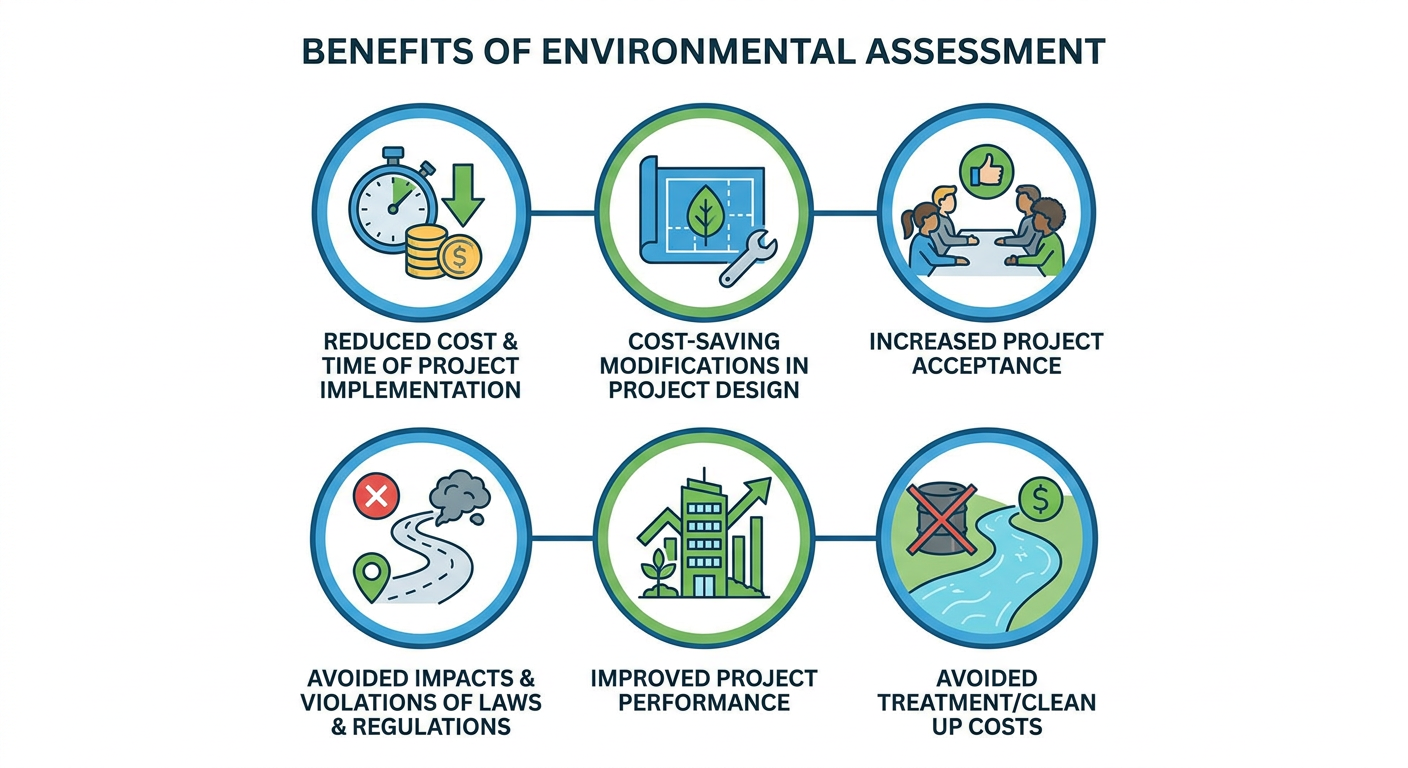 BENEFITS OF ENVIRONMENTAL ASSESSMENT
$
REDUCED COST &
TIME OF PROJECT
IMPLEMENTATION
COST-SAVING
MODIFICATIONS IN
PROJECT DESIGN
INCREASED PROJECT
ACCEPTANCE
$
AVOIDED IMPACTS &
VIOLATIONS OF LAWS
& REGULATIONS
IMPROVED PROJECT
PERFORMANCE
AVOIDED
TREATMENT/CLEAN
UP COSTS